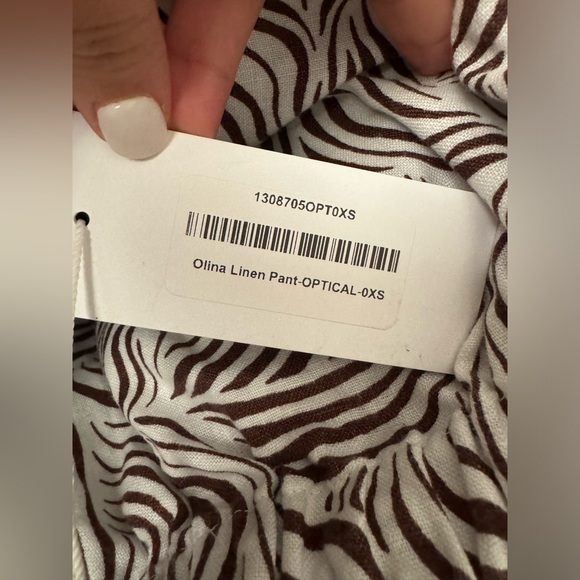 1308705OPT0XS
Olina Linen Pant-OPTICAL-0XS